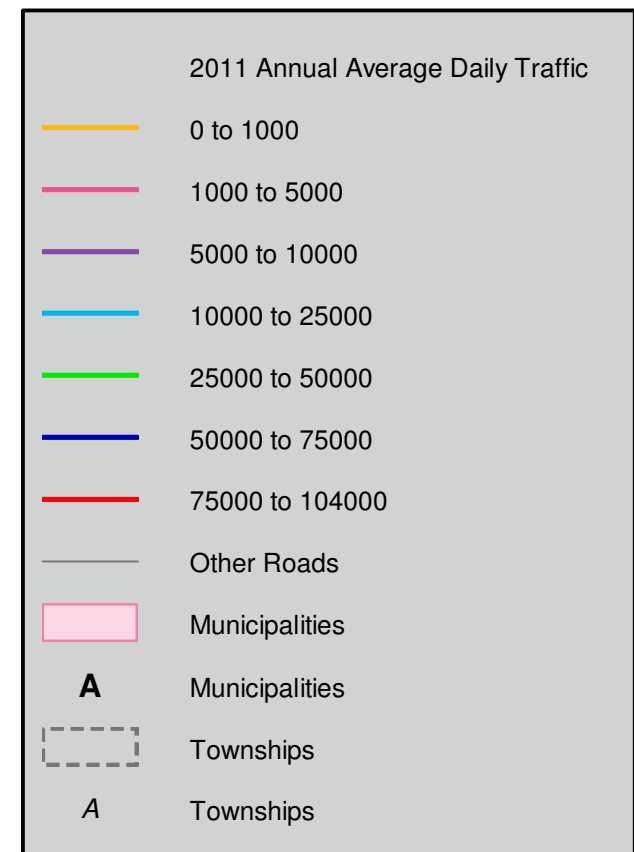 2011 Annual Average Daily Traffic
0 to 1000
1000 to 5000
5000 to 10000
10000 to 25000
25000 to 50000
50000 to 75000
75000 to 104000
Other Roads
Municipalities
A Municipalities
Townships
A Townships